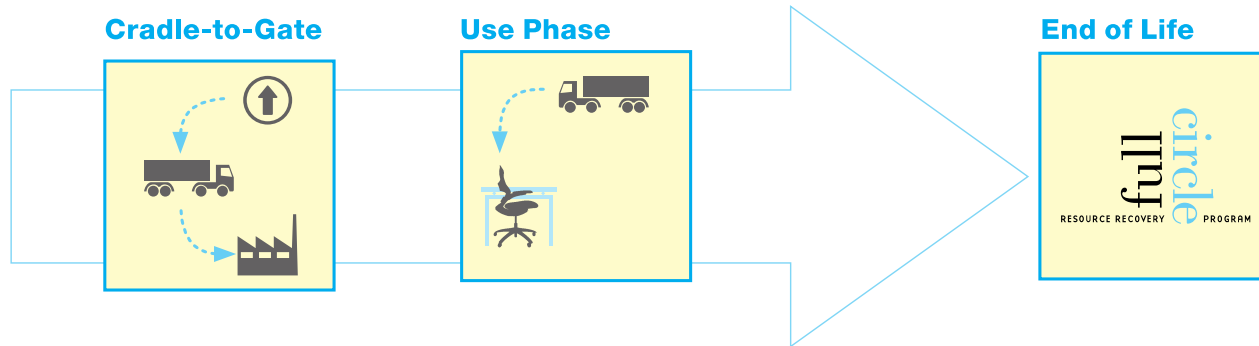 Cradle-to-Gate
Use Phase
End of Life
full
circle
RESOURCE RECOVERY PROGRAM